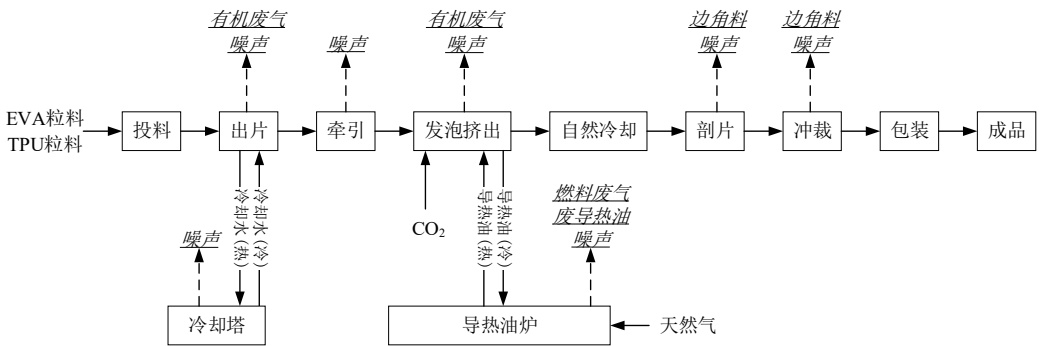 有机废气
噪声
噪声
有机废气
噪声
边角料
噪声
边角料
噪声
EVA粒料
TPU粒料
投料
出片
牵引
发泡挤出
自然冷却
剖片
冲裁
包装
成品
冷却水（热）
冷却水（冷）
导热油（热）
导热油（冷）
CO₂
燃料废气
废导热油
噪声
噪声
冷却塔
导热油炉
天然气